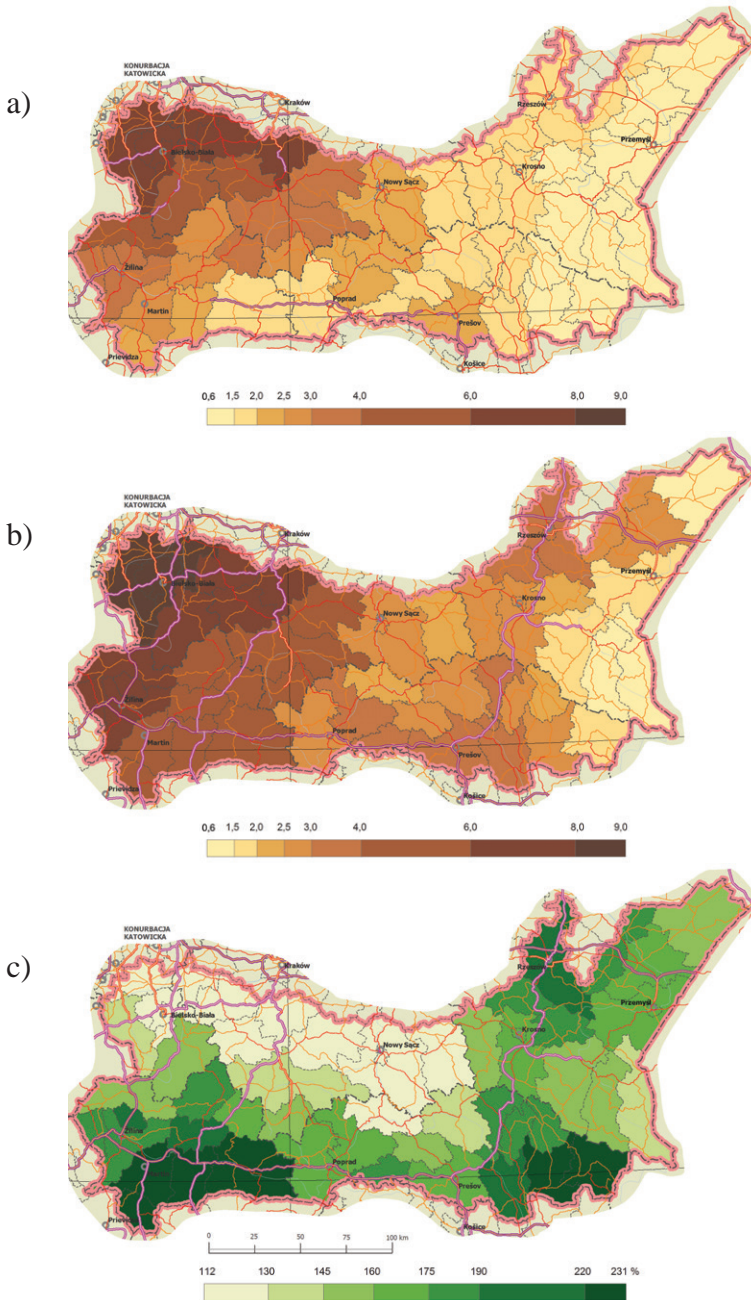 a)
KONURBACJA
KATOWICKA
Kraków
Rzeszów
Przemyśl
Bielsko-Biała
Krosno
Nowy Sącz
Žilina
Martin
Poprad
Prešov
Prievidza
Košice
0,6 1,5 2,0 2,5 3,0 4,0 6,0 8,0 9,0
b)
KONURBACJA
KATOWICKA
Kraków
Rzeszów
Przemyśl
Bielsko-Biała
Krosno
Nowy Sącz
Žilina
Martin
Poprad
Prešov
Prievidza
Košice
0,6 1,5 2,0 2,5 3,0 4,0 6,0 8,0 9,0
c)
KONURBACJA
KATOWICKA
Kraków
Rzeszów
Przemyśl
Bielsko-Biała
Krosno
Nowy Sącz
Žilina
Poprad
Prešov
Košice
0 25 50 75 100 km
112 130 145 160 175 190 220 231 %